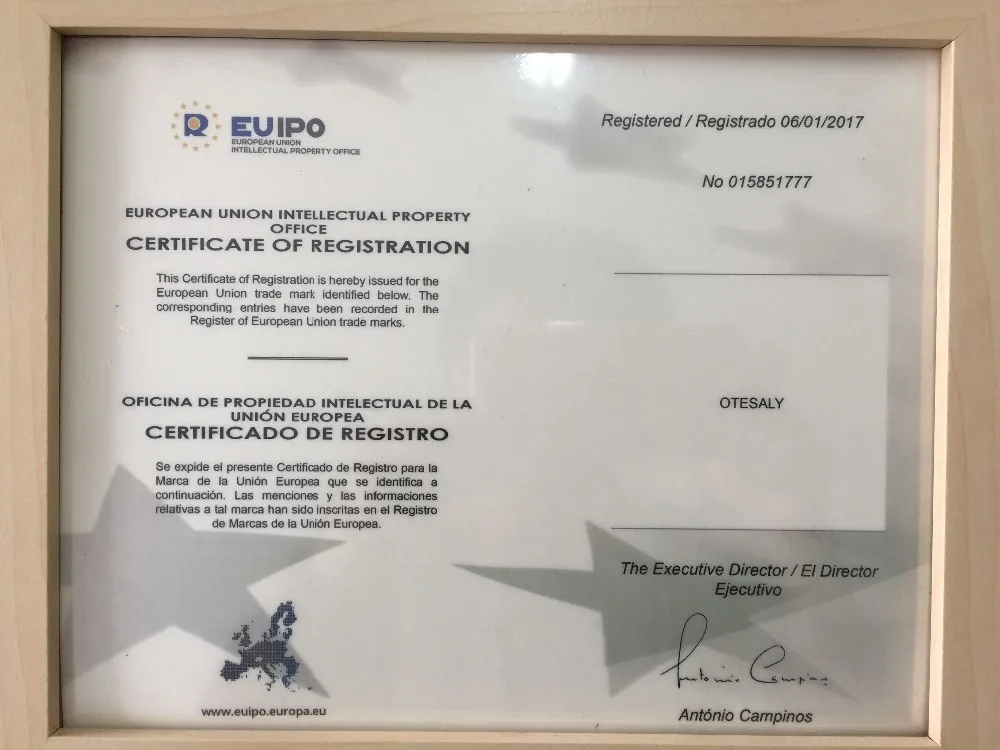 R
EUIPO
EUROPEAN UNION
INTELLECTUAL PROPERTY OFFICE
EUROPEAN UNION INTELLECTUAL PROPERTY
OFFICE
CERTIFICATE OF REGISTRATION
This Certificate of Registration is hereby issued for the
European Union trade mark identified below. The
corresponding entries have been recorded in the
Register of European Union trade marks.
OFICINA DE PROPIEDAD INTELECTUAL DE LA
UNIÓN EUROPEA
CERTIFICADO DE REGISTRO
Se expide el presente Certificado de Registro para la
Marca de la Unión Europea que se identifica a
continuación. Las menciones y las informaciones
relativas a tal marca han sido inscritas en el Registro
de Marcas de la Unión Europea.
www.euipo.europa.eu
Registered / Registrado 06/01/2017
No 015851777
OTESALY
The Executive Director / El Director
Ejecutivo
António Campinos
António Campinos